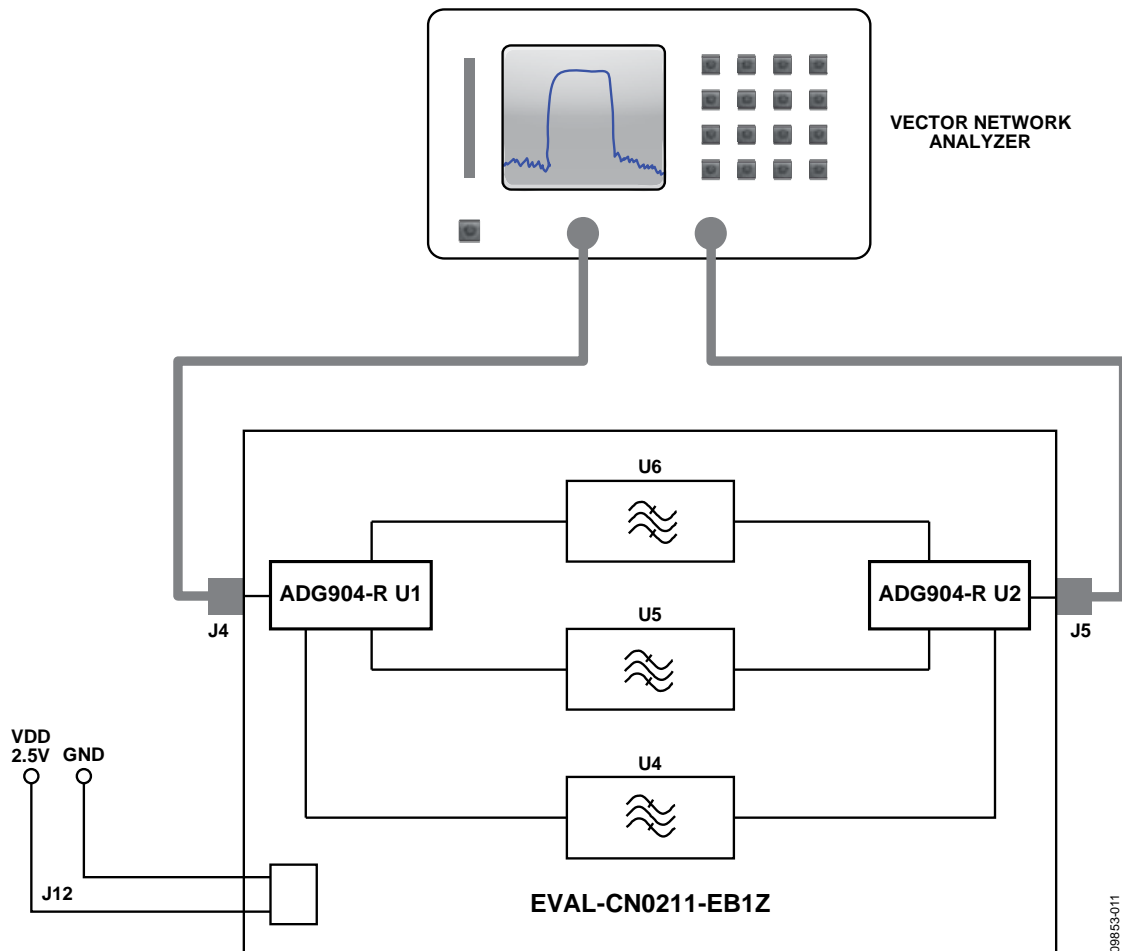 VECTOR NETWORK
ANALYZER
U6
ADG904-R U1
ADG904-R U2
J4
U5
J5
VDD
2.5V
GND
U4
J12
EVAL-CN0211-EB1Z
09853-011